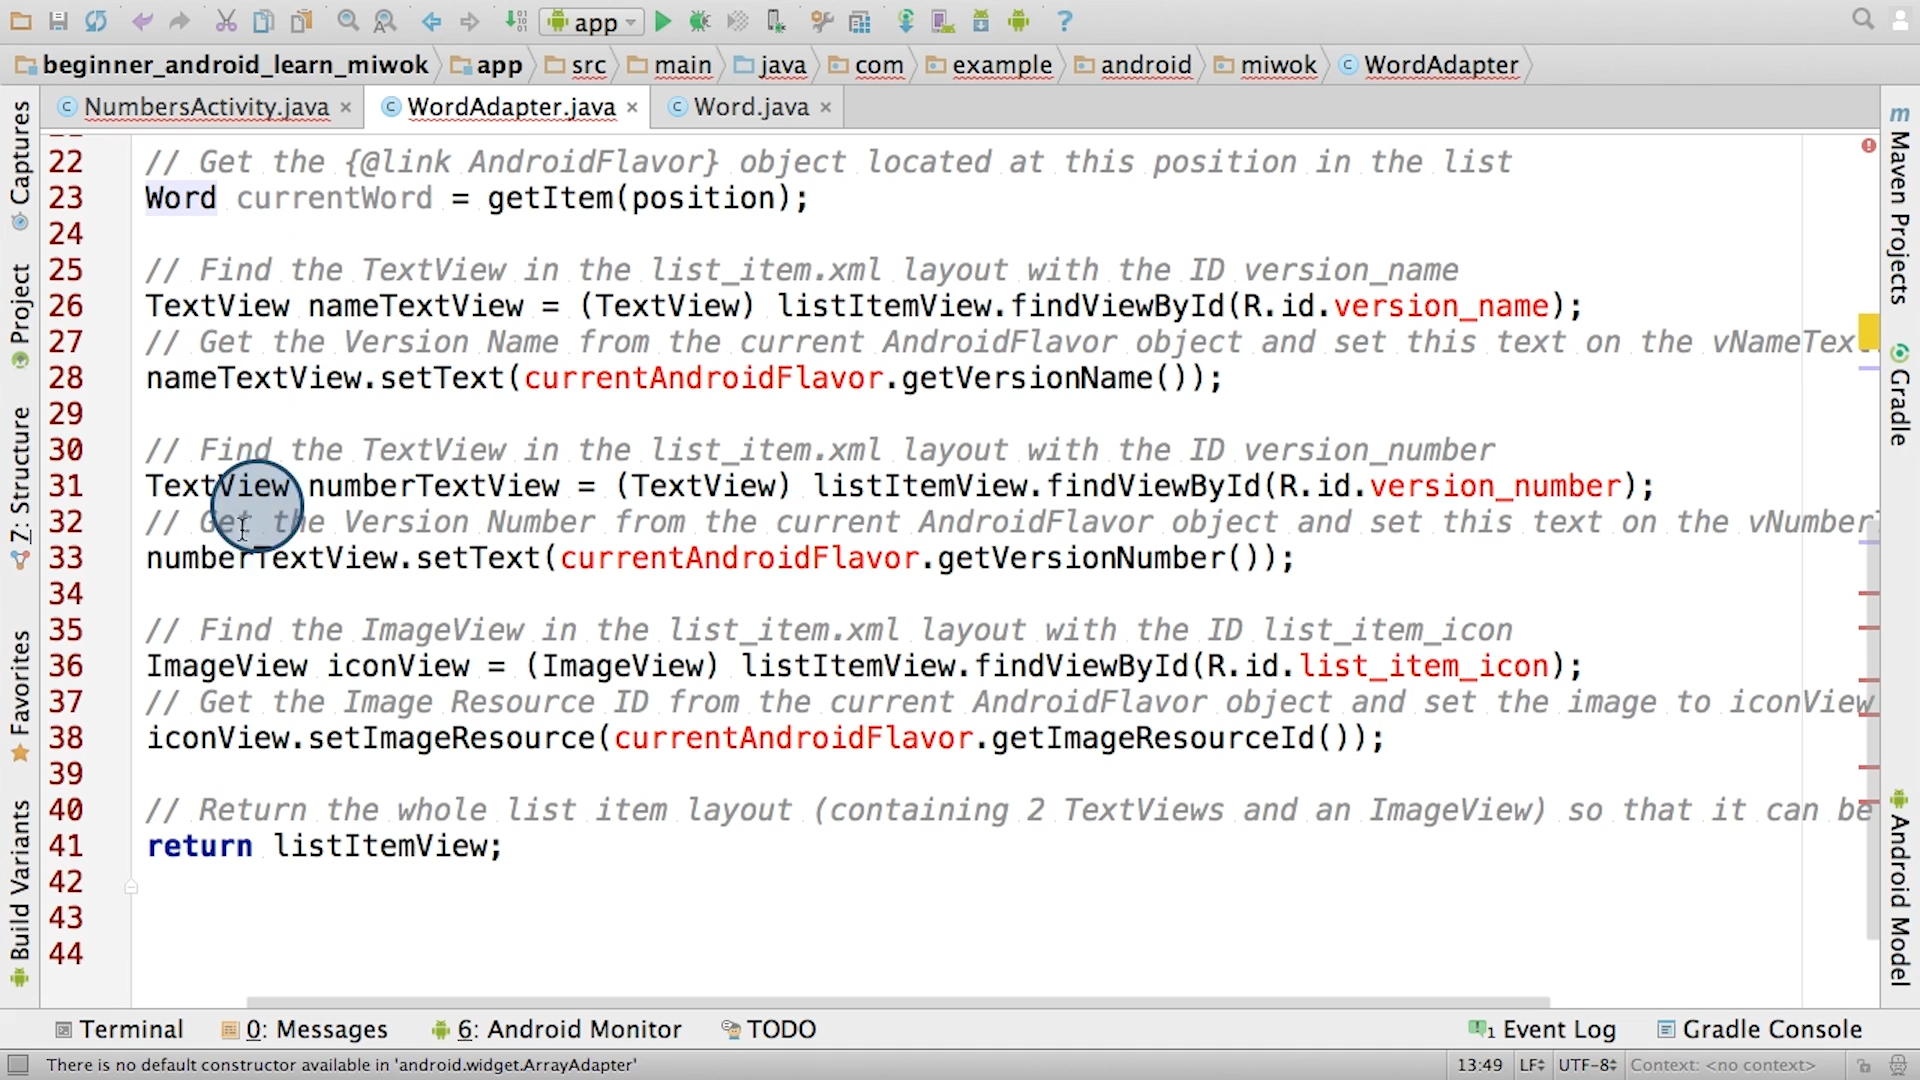 app
beginner_android_learn_miwok app src main java com example android miwok WordAdapter
NumbersActivity.java WordAdapter.java Word.java
22 // Get the {@link AndroidFlavor} object located at this position in the list
23 Word currentWord = getItem(position);
24
25 // Find the TextView in the list_item.xml layout with the ID version_name
26 TextView nameTextView = (TextView) listItemView.findViewById(R.id.version_name);
27 // Get the Version Name from the current AndroidFlavor object and set this text on the vNameTex
28 nameTextView.setText(currentAndroidFlavor.getVersionName());
29
30 // Find the TextView in the list_item.xml layout with the ID version_number
31 TextView numberTextView = (TextView) listItemView.findViewById(R.id.version_number);
32 // Get the Version Number from the current AndroidFlavor object and set this text on the vNumber
33 numberTextView.setText(currentAndroidFlavor.getVersionNumber());
34
35 // Find the ImageView in the list_item.xml layout with the ID list_item_icon
36 ImageView iconView = (ImageView) listItemView.findViewById(R.id.list_item_icon);
37 // Get the Image Resource ID from the current AndroidFlavor object and set the image to iconView
38 iconView.setImageResource(currentAndroidFlavor.getImageResourceId());
39
40 // Return the whole list item layout (containing 2 TextViews and an ImageView) so that it can be
41 return listItemView;
42
43
44
Captures
Project
7: Structure
Favorites
Build Variants
Maven Projects
Gradle
Android Model
Terminal 0: Messages 6: Android Monitor TODO 1 Event Log Gradle Console
There is no default constructor available in 'android.widget.ArrayAdapter' 13:49 LF UTF-8 Context: <no context>